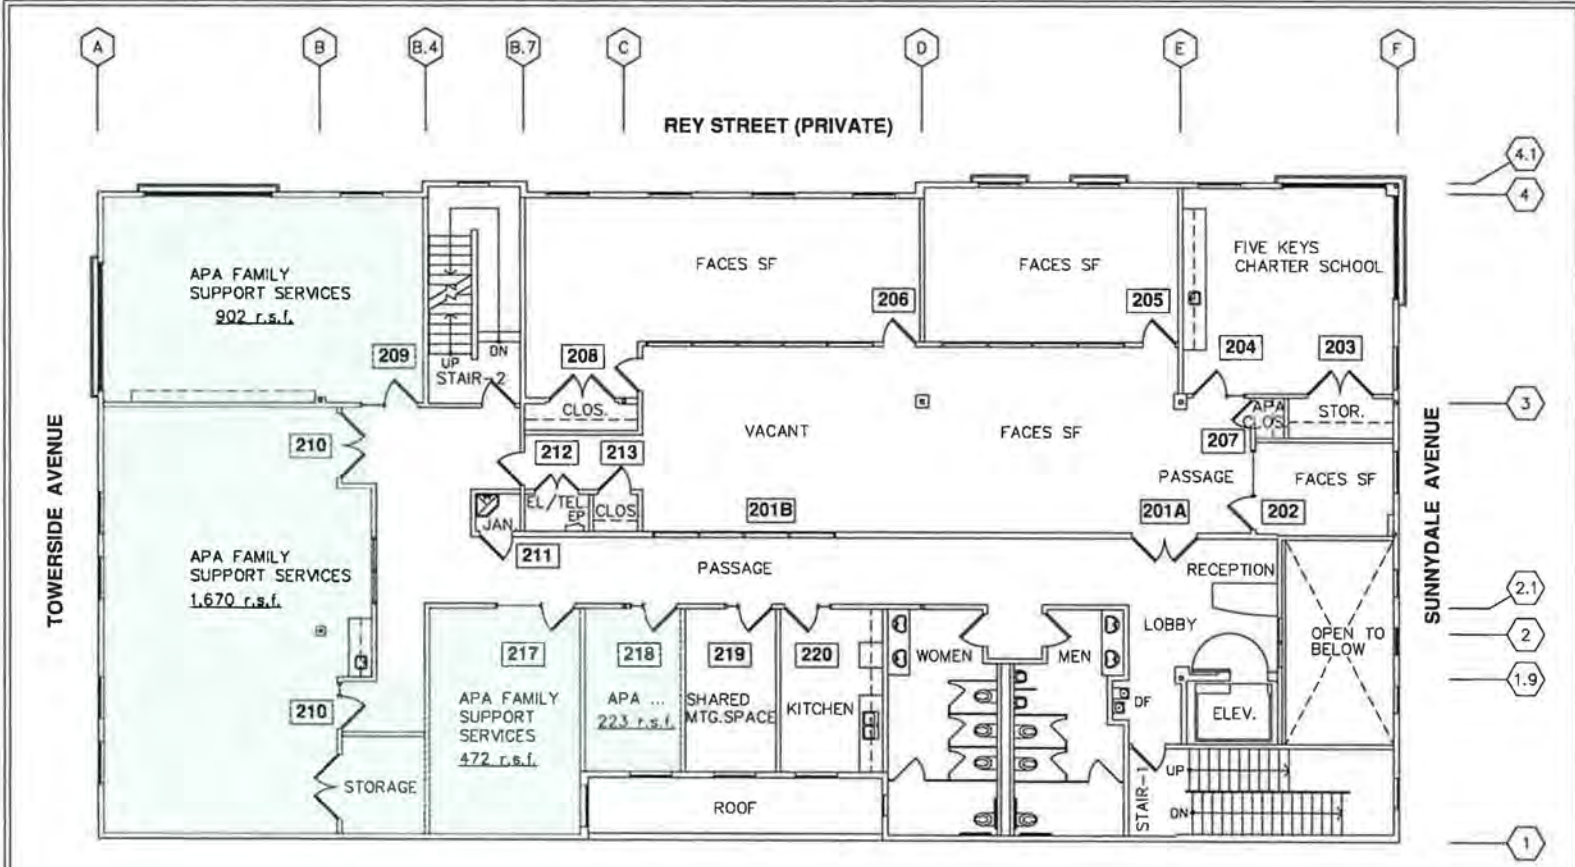 A
B
B.4
B.7
C
D
E
F
REY STREET (PRIVATE)
4.1
4
3
2.1
2
1.9
1
TOWERSIDE AVENUE
SUNNYDALE AVENUE
APA FAMILY
SUPPORT SERVICES
902 r.s.f.
209
UP
DN
STAIR-2
FACES SF
206
208
CLOS.
FACES SF
205
FIVE KEYS
CHARTER SCHOOL
204
203
APA
CLOS.
STOR.
207
210
212
213
VACANT
FACES SF
PASSAGE
FACES SF
EL/TEL
EP
CLOS
JAN
201B
201A
202
211
APA FAMILY
SUPPORT SERVICES
1,670 r.s.f.
PASSAGE
RECEPTION
LOBBY
OPEN TO
BELOW
217
218
219
220
WOMEN
MEN
APA FAMILY
SUPPORT
SERVICES
472 r.s.f.
APA ...
223 r.s.f.
SHARED
MTG.SPACE
KITCHEN
DF
ELEV.
210
STORAGE
ROOF
STAIR-1
UP
DN